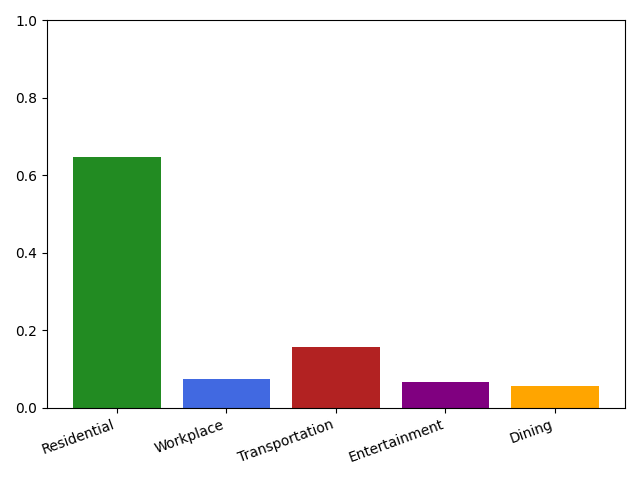 1.0
0.8
0.6
0.4
0.2
0.0
Residential
Workplace
Transportation
Entertainment
Dining